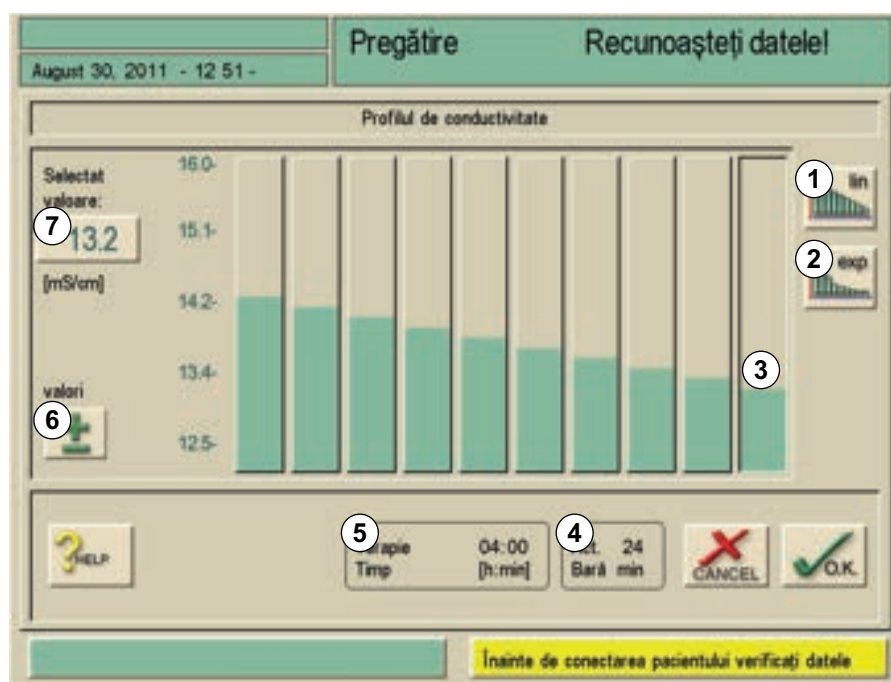 Pregătire Recunoașteți datele!
August 30, 2011 - 12 51 -
Profilul de conductivitate
Selectat
valoare:
7
13.2
[mS/cm]
valori
6
16.0-
15.1-
14.2-
13.4-
12.5-
1
lin
2
exp
3
?HELP
5
Timp
04:00
[h:min]
4
24
Bară min
CANCEL
O.K.
Înainte de conectarea pacientului verificați datele